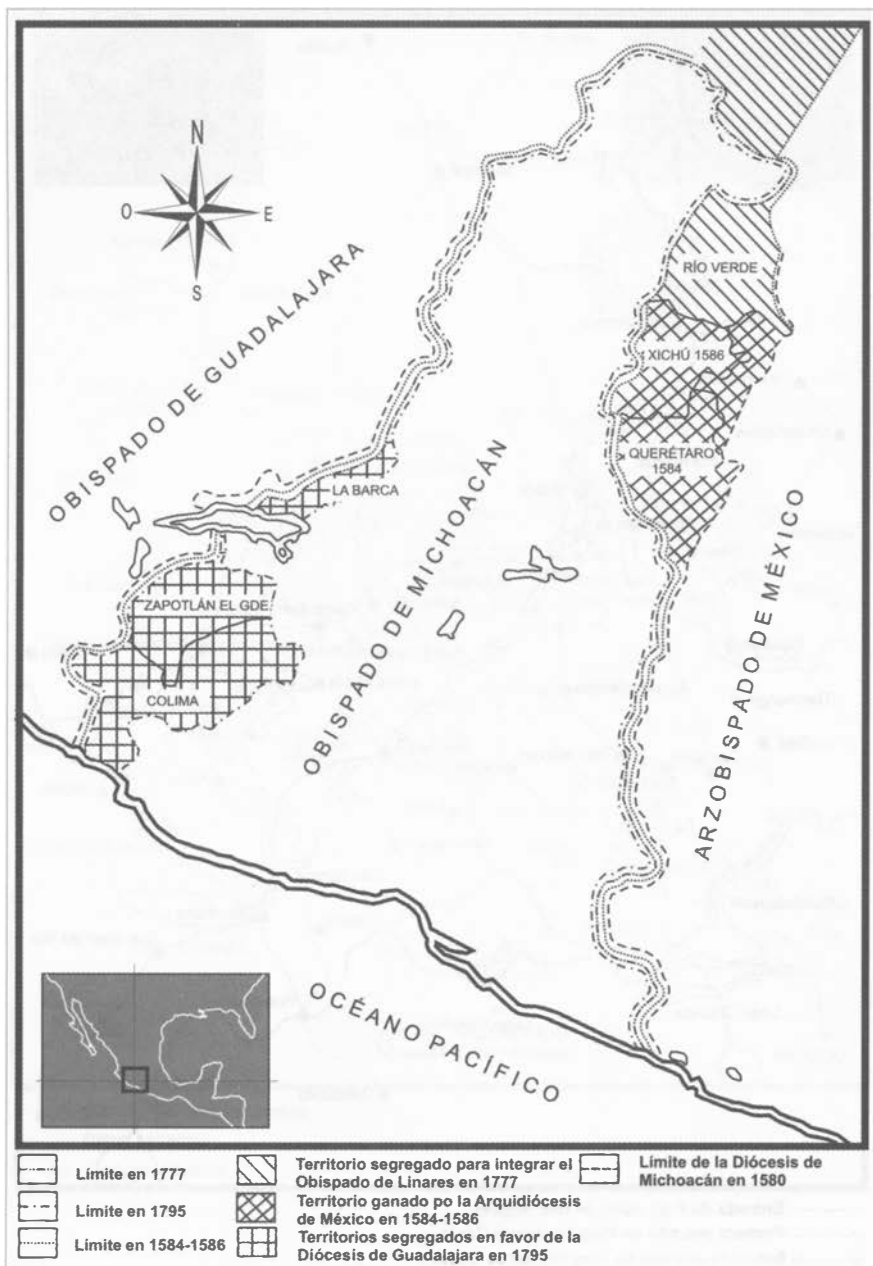 N
O
E
S
OBISPADO DE GUADALAJARA
RÍO VERDE
XICHÚ 1586
QUERÉTARO
1584
LA BARCA
OBISPADO DE MICHOACÁN
ARZOBISPADO DE MÉXICO
ZAPOTLÁN EL GDE
COLIMA
OCÉANO PACÍFICO
Límite en 1777
Límite en 1795
Límite en 1584-1586
Territorio segregado para integrar el
Obispado de Linares en 1777
Territorio ganado po la Arquidiócesis
de México en 1584-1586
Territorios segregados en favor de la
Diócesis de Guadalajara en 1795
Límite de la Diócesis de
Michoacán en 1580